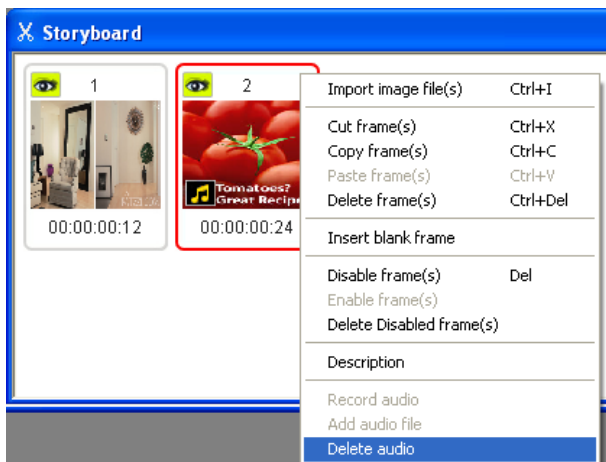 Storyboard
1
2
Tomatoes?
Great Recip
00:00:00:12
00:00:00:24
Import image file(s) Ctrl+I
Cut frame(s) Ctrl+X
Copy frame(s) Ctrl+C
Paste frame(s) Ctrl+V
Delete frame(s) Ctrl+Del
Insert blank frame
Disable frame(s) Del
Enable frame(s)
Delete Disabled frame(s)
Description
Record audio
Add audio file
Delete audio